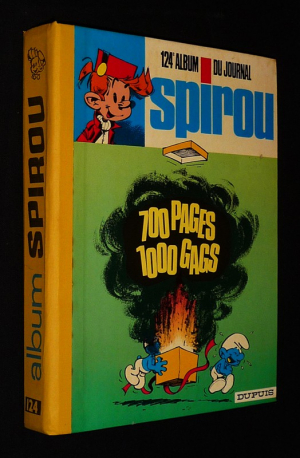 124e ALBUM DU JOURNAL
spirou
700 PAGES
1000 GAGS
DUPUIS
album SPIROU
124